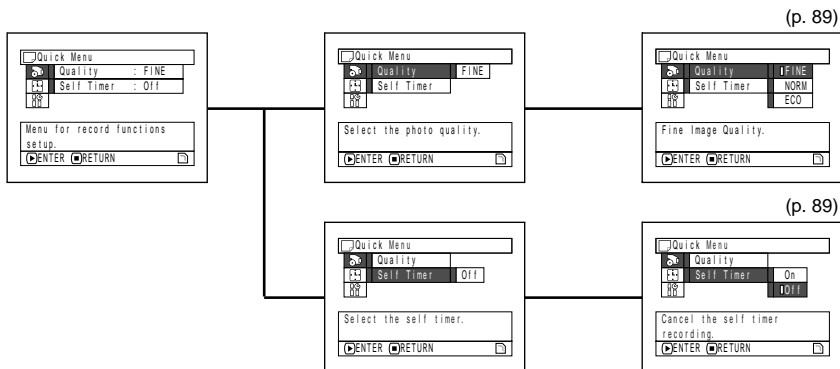 (p. 89)
Quick Menu
Quality : FINE
Self Timer : Off
Menu for record functions
setup.
ENTER RETURN
Quick Menu
Quality FINE
Self Timer
Select the photo quality.
ENTER RETURN
Quick Menu
Quality FINE
Self Timer NORM
ECO
Fine Image Quality.
ENTER RETURN
(p. 89)
Quick Menu
Quality
Self Timer Off
Select the self timer.
ENTER RETURN
Quick Menu
Quality
Self Timer On
Off
Cancel the self timer
recording.
ENTER RETURN